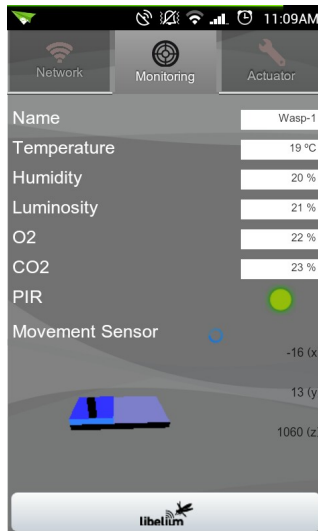 11:09AM
Network
Monitoring
Actuator
Name Wasp-1
Temperature 19 ºC
Humidity 20 %
Luminosity 21 %
O2 22 %
CO2 23 %
PIR
Movement Sensor
-16 (x
13 (y
1060 (z)
libelium